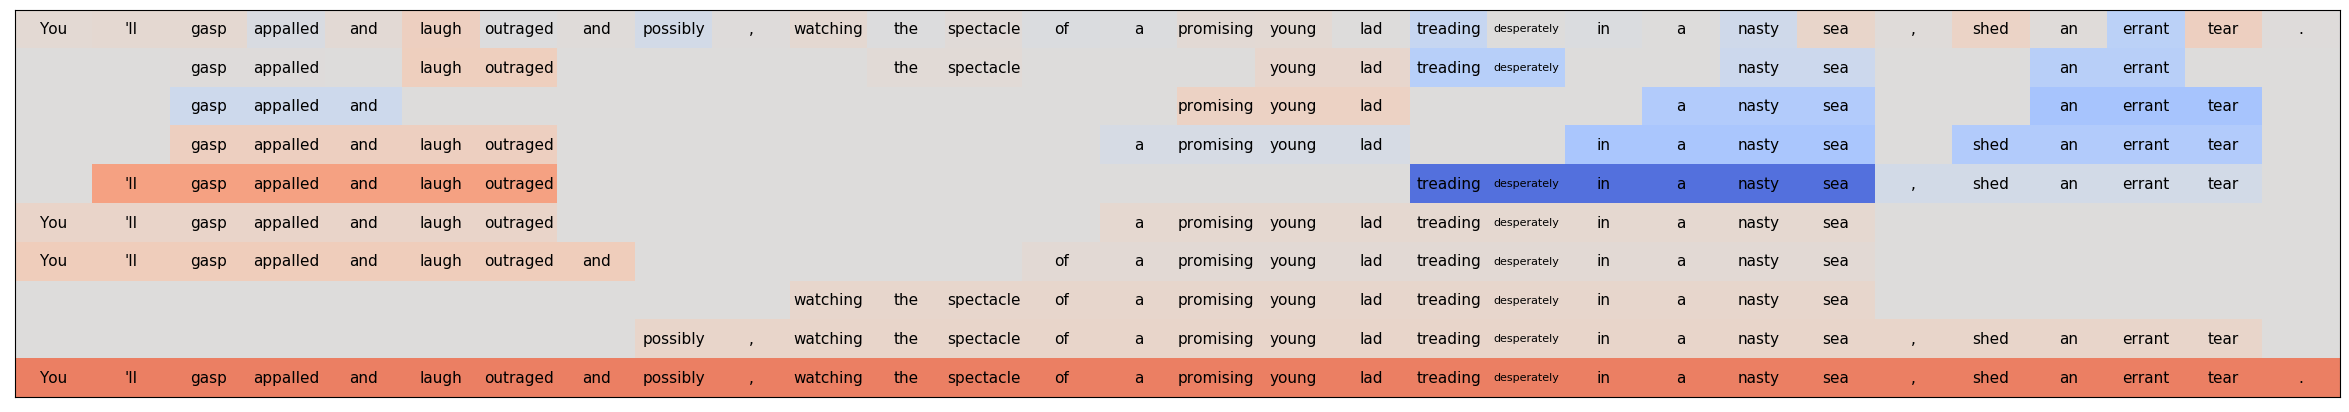 You 'll gasp appalled and laugh outraged and possibly , watching the spectacle of a promising young lad treading desperately in a nasty sea , shed an errant tear .
gasp appalled laugh outraged the spectacle young lad treading desperately nasty sea an errant
gasp appalled and promising young lad a nasty sea an errant tear
gasp appalled and laugh outraged a promising young lad in a nasty sea shed an errant tear
'll gasp appalled and laugh outraged treading desperately in a nasty sea , shed an errant tear
You 'll gasp appalled and laugh outraged a promising young lad treading desperately in a nasty sea
You 'll gasp appalled and laugh outraged and of a promising young lad treading desperately in a nasty sea
watching the spectacle of a promising young lad treading desperately in a nasty sea
possibly , watching the spectacle of a promising young lad treading desperately in a nasty sea , shed an errant tear
You 'll gasp appalled and laugh outraged and possibly , watching the spectacle of a promising young lad treading desperately in a nasty sea , shed an errant tear .